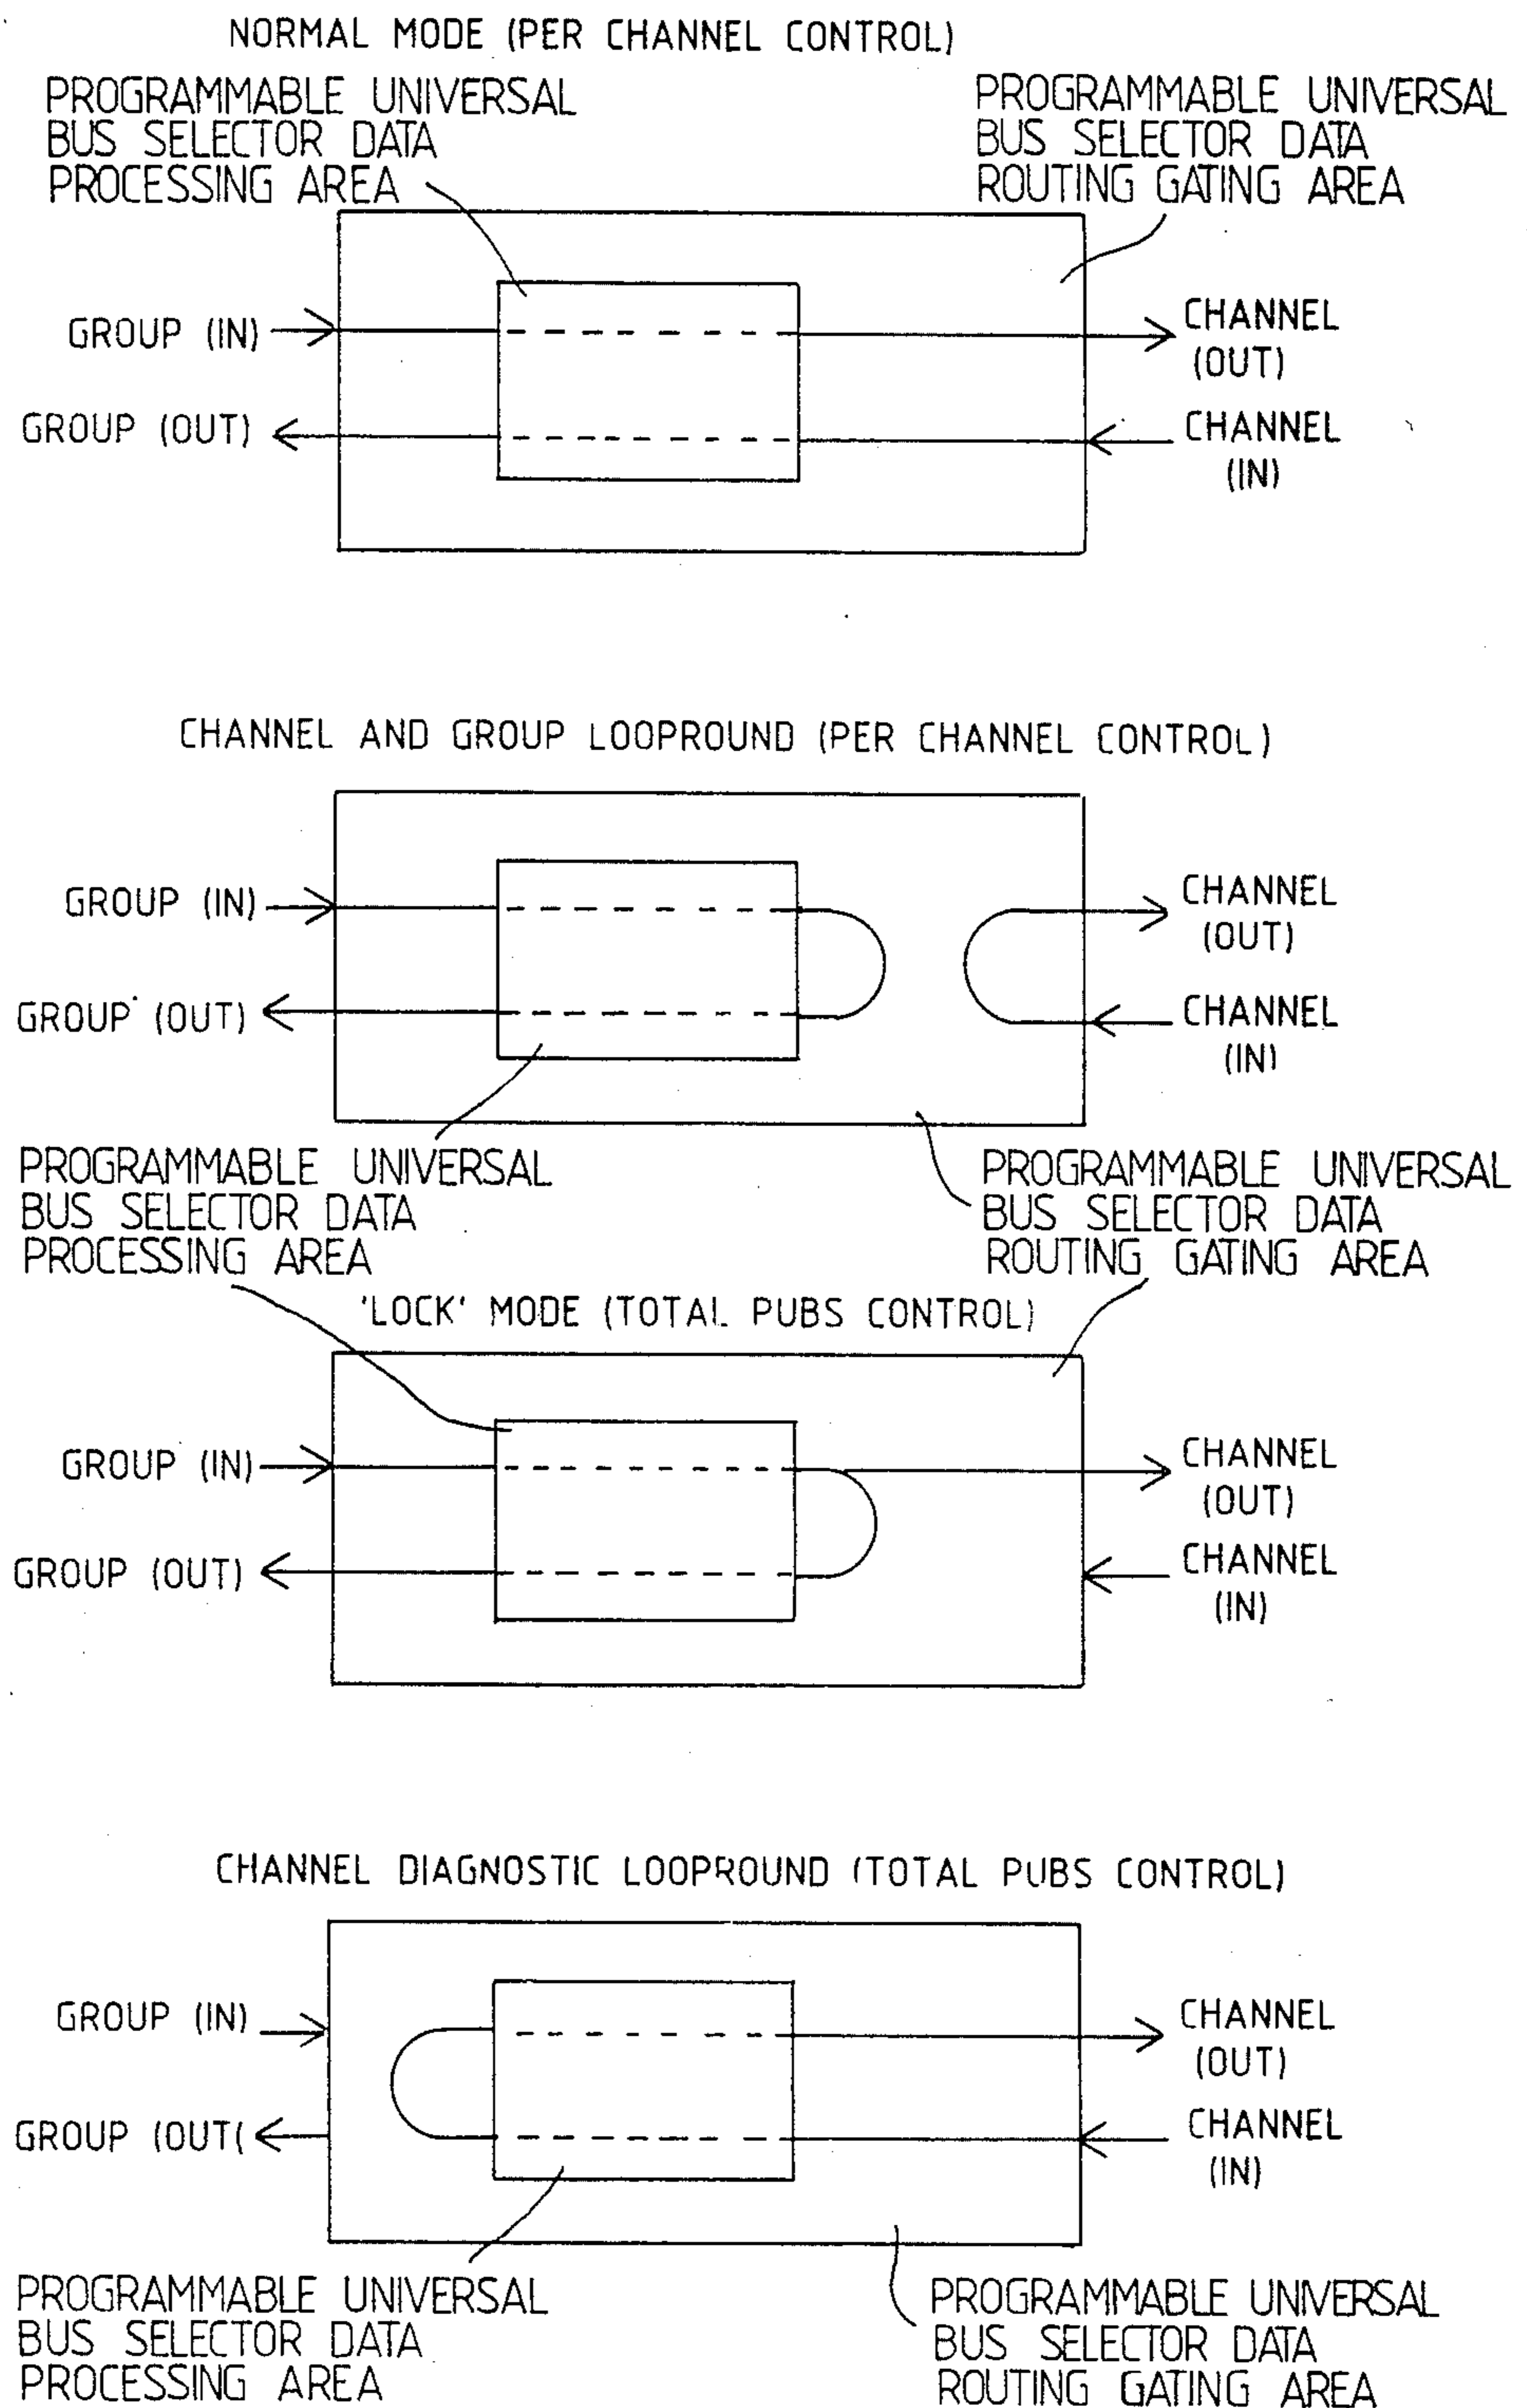 NORMAL MODE (PER CHANNEL CONTROL)
PROGRAMMABLE UNIVERSAL
BUS SELECTOR DATA
PROCESSING AREA
PROGRAMMABLE UNIVERSAL
BUS SELECTOR DATA
ROUTING GATING AREA
GROUP (IN)
CHANNEL
(OUT)
GROUP (OUT)
CHANNEL
(IN)
CHANNEL AND GROUP LOOPROUND (PER CHANNEL CONTROL)
GROUP (IN)
CHANNEL
(OUT)
GROUP (OUT)
CHANNEL
(IN)
PROGRAMMABLE UNIVERSAL
BUS SELECTOR DATA
PROCESSING AREA
PROGRAMMABLE UNIVERSAL
BUS SELECTOR DATA
ROUTING GATING AREA
'LOCK' MODE (TOTAL PUBS CONTROL)
GROUP (IN)
CHANNEL
(OUT)
GROUP (OUT)
CHANNEL
(IN)
CHANNEL DIAGNOSTIC LOOPROUND (TOTAL PUBS CONTROL)
GROUP (IN)
CHANNEL
(OUT)
GROUP (OUT(
CHANNEL
(IN)
PROGRAMMABLE UNIVERSAL
BUS SELECTOR DATA
PROCESSING AREA
PROGRAMMABLE UNIVERSAL
BUS SELECTOR DATA
ROUTING GATING AREA